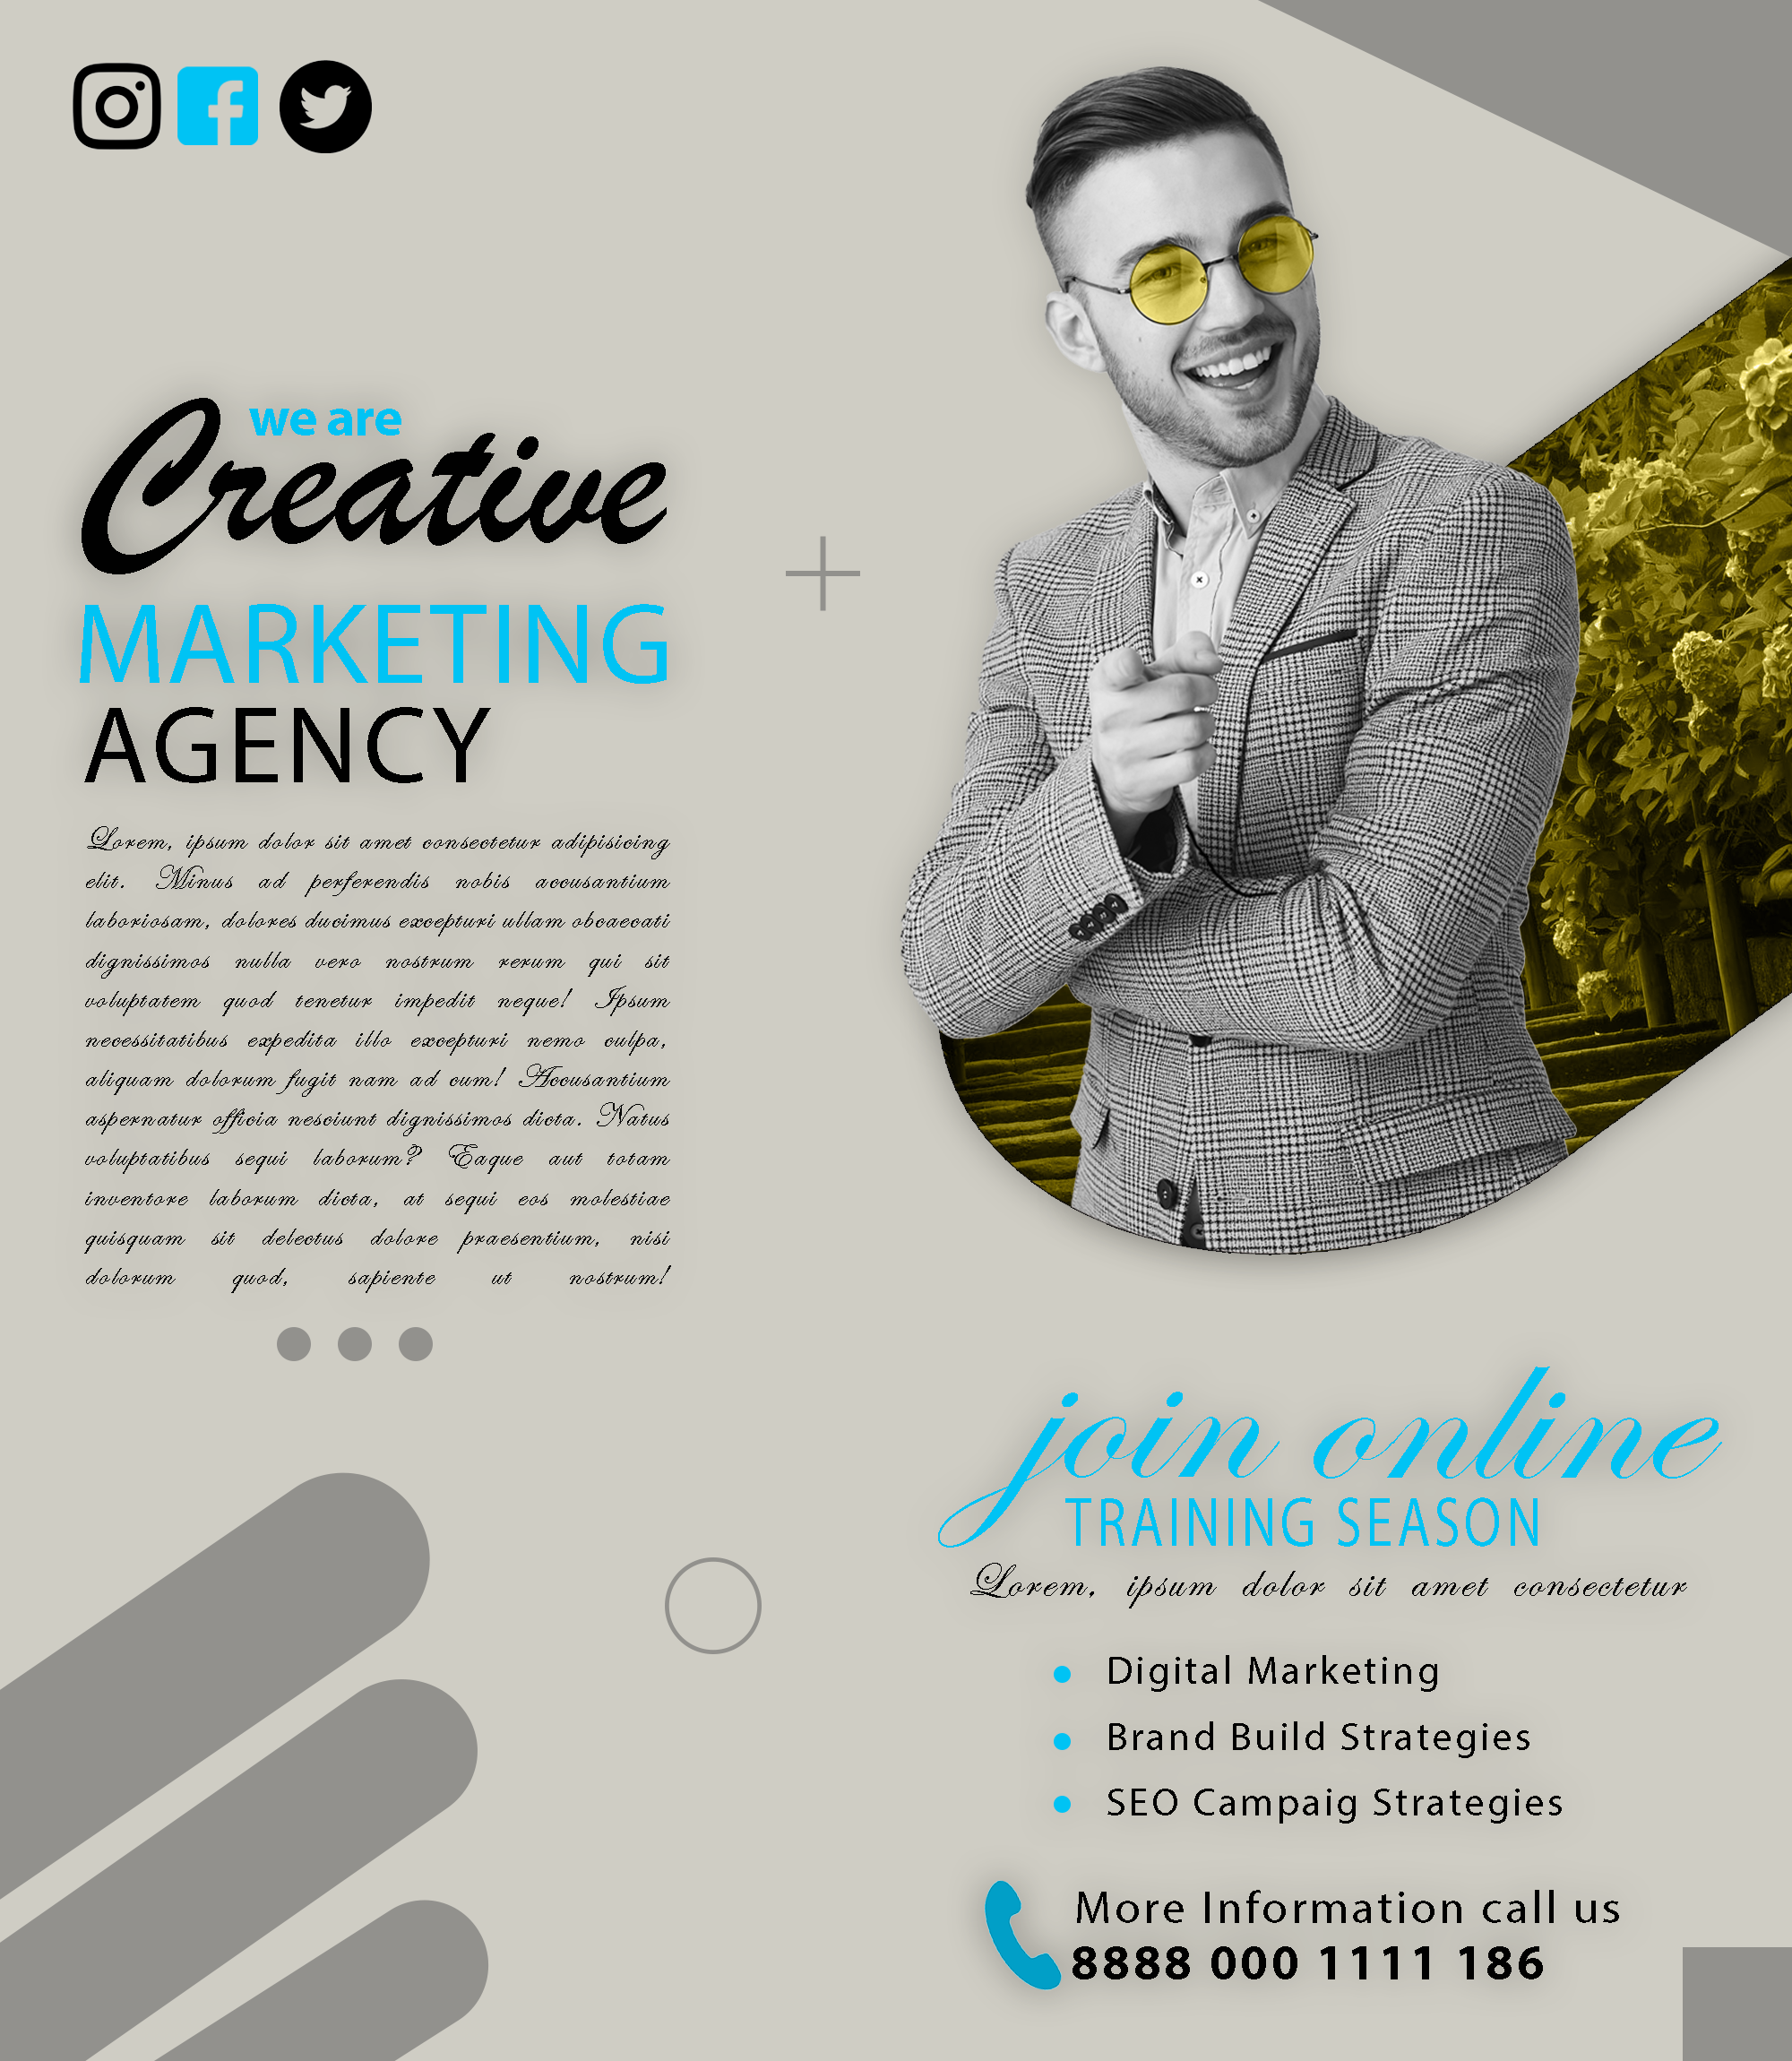 we are
Creative
MARKETING
AGENCY
Lorem, ipsum dolor sit amet consectetur adipisicing
elit. Minus ad perferendis nobis accusantium
laboriosam, dolores ducimus excepturi ullam obcaecati
dignissimos nulla vero nostrum rerum qui sit
voluptatem quod tenetur impedit neque! Ipsum
necessitatibus expedita illo excepturi nemo culpa,
aliquam dolorum fugit nam ad cum! Accusantium
aspernatur officia nesciunt dignissimos dicta. Natus
voluptatibus sequi laborum? Eaque aut totam
inventore laborum dicta, at sequi eos molestiae
quisquam sit delectus dolore praesentium, nisi
dolorum quod, sapiente ut nostrum!
join online
TRAINING SEASON
Lorem, ipsum dolor sit amet consectetur
Digital Marketing
Brand Build Strategies
SEO Campaig Strategies
More Information call us
8888 000 1111 186